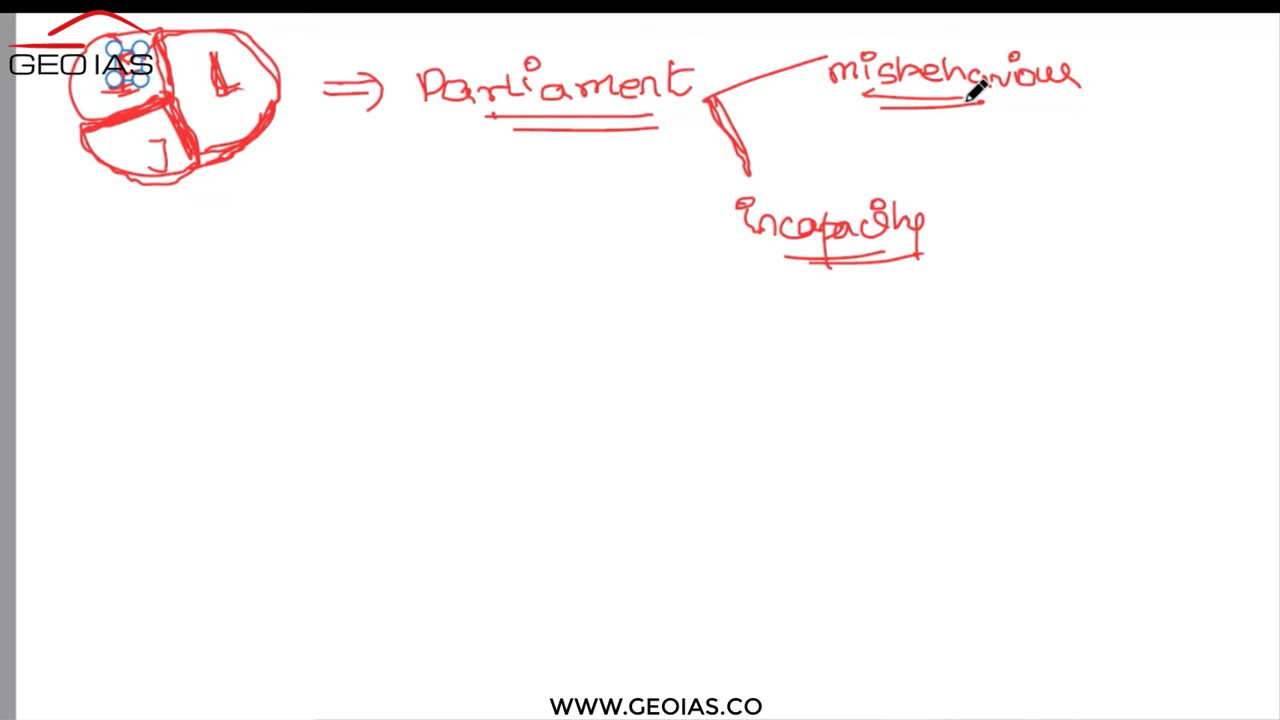 GEO IAS
E
L
J
⇒ Parliament
misbehaviour
incapacity
WWW.GEOIAS.CO